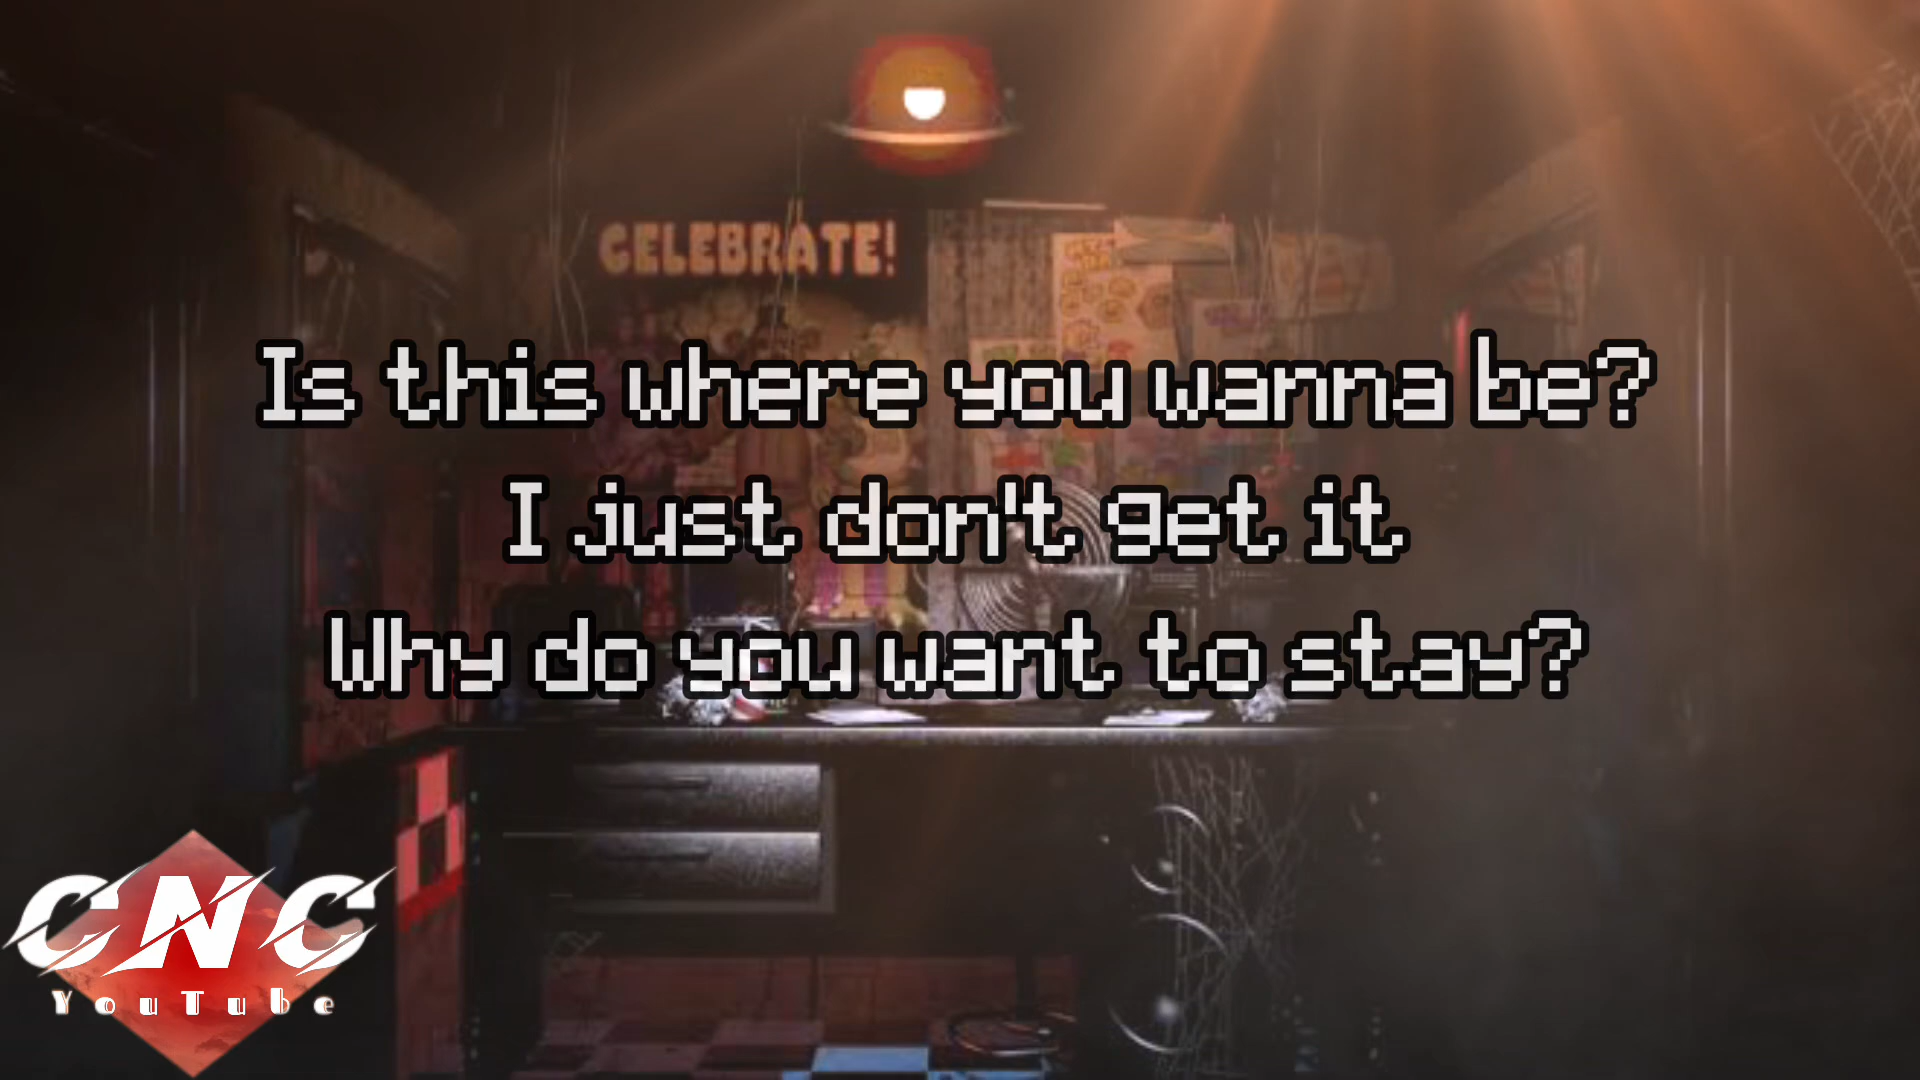 CELEBRATE!
Is this where you wanna be?
I just don't get it
Why do you want to stay?
CNC
YouTube